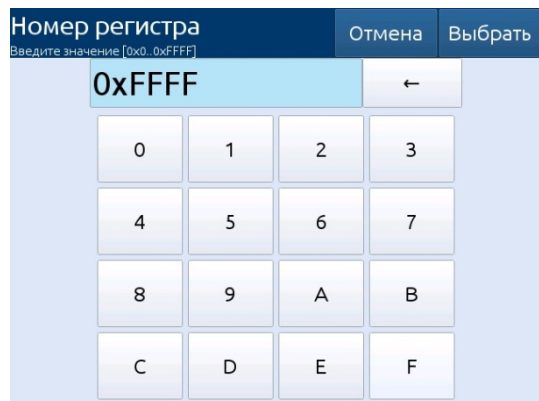 Номер регистра
Введите значение [0x0..0xFFFF]
Отмена
Выбрать
0xFFFF
←
0 1 2 3
4 5 6 7
8 9 A B
C D E F